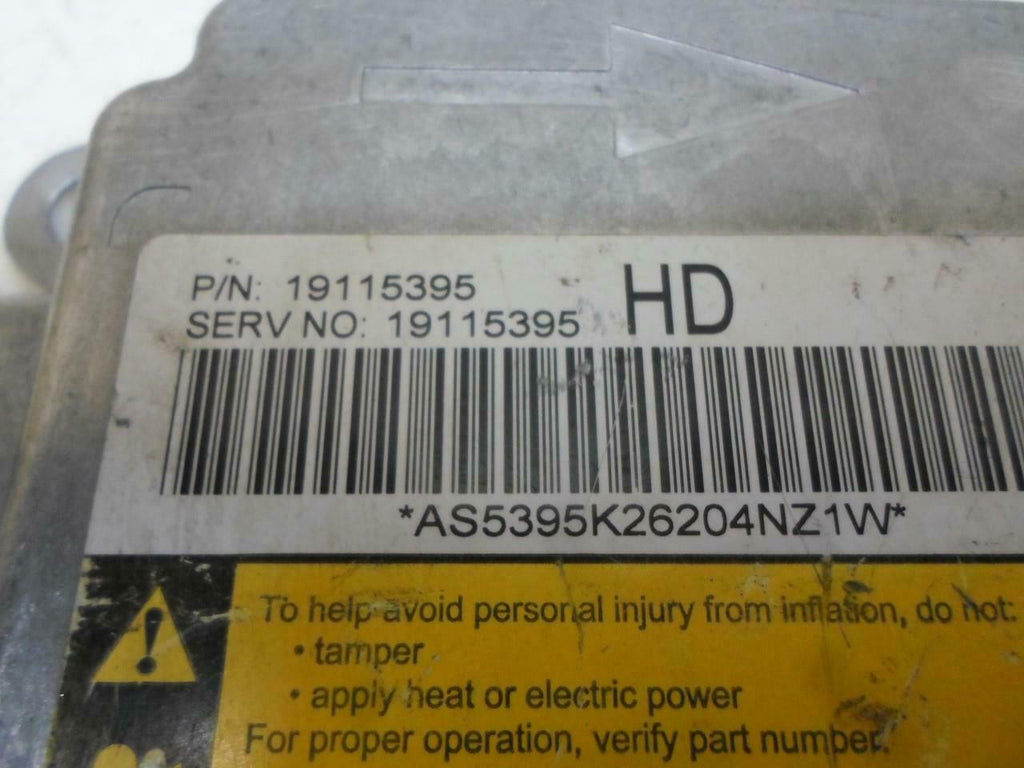 P/N: 19115395
SERV NO: 19115395 HD
*AS5395K26204NZ1W*
To help avoid personal injury from inflation, do not:
• tamper
• apply heat or electric power
For proper operation, verify part number.